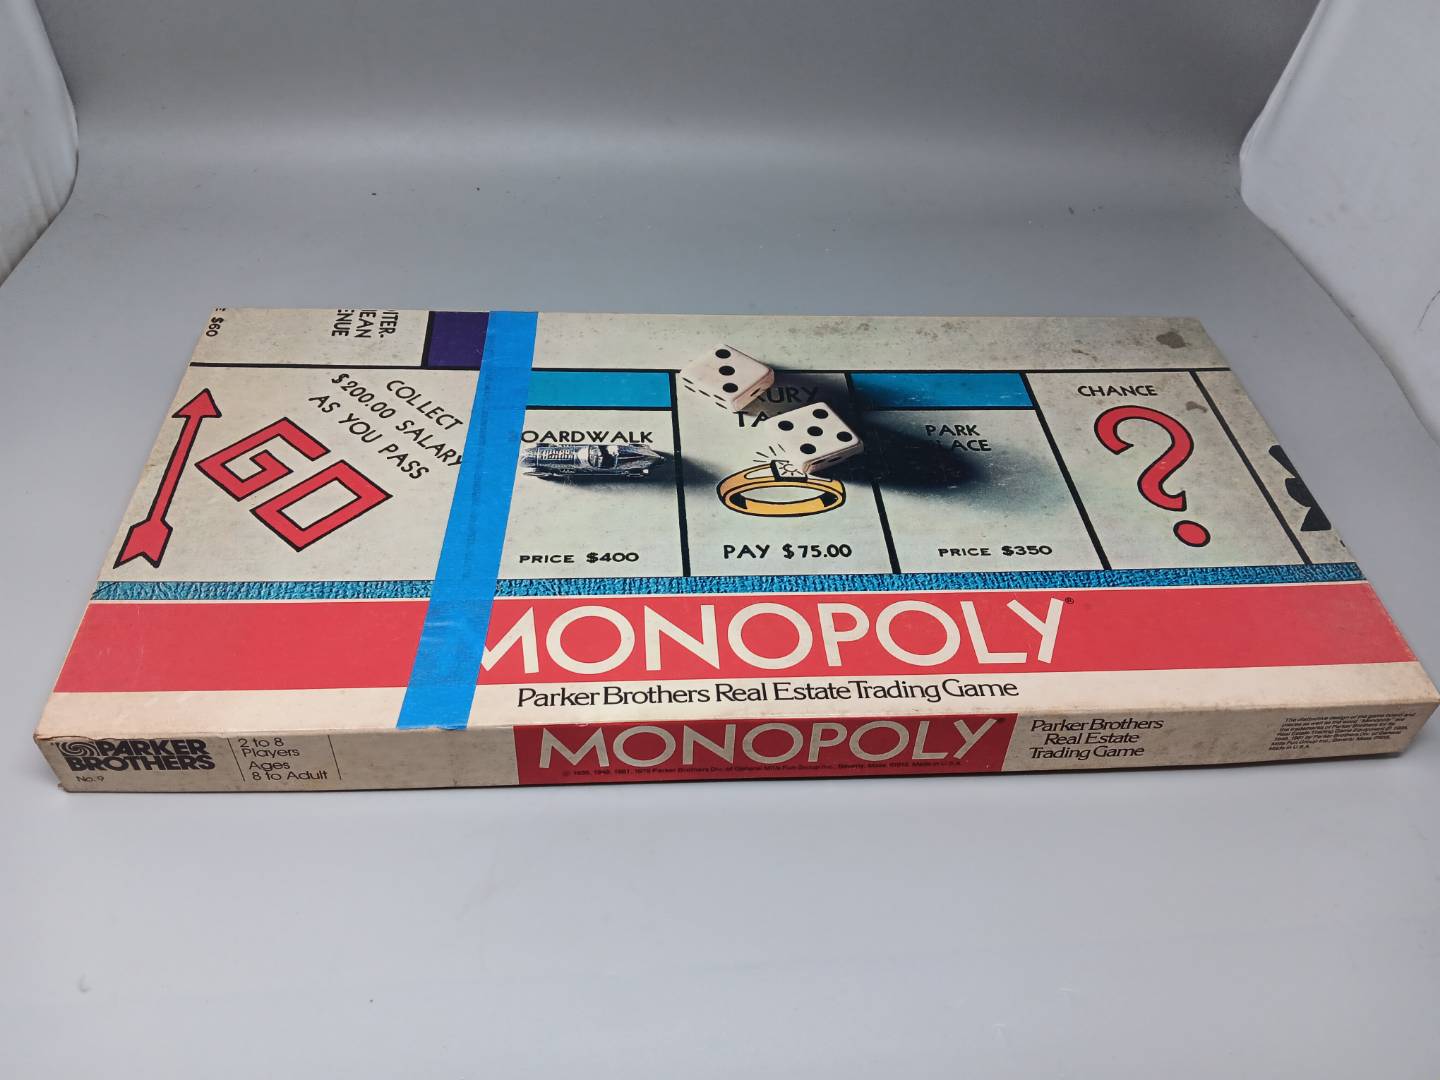 $60
ITER-
EAN
ENUE
COLLECT
$200.00 SALARY
AS YOU PASS
GO
OARDWALK
PRICE $400
URY
TA
PAY $75.00
PARK
ACE
PRICE $350
CHANCE
?
MONOPOLY®
Parker Brothers Real Estate Trading Game
PARKER
BROTHERS
No. 9
2 to 8
Players
Ages
8 to Adult
MONOPOLY®
Parker Brothers
Real Estate
Trading Game